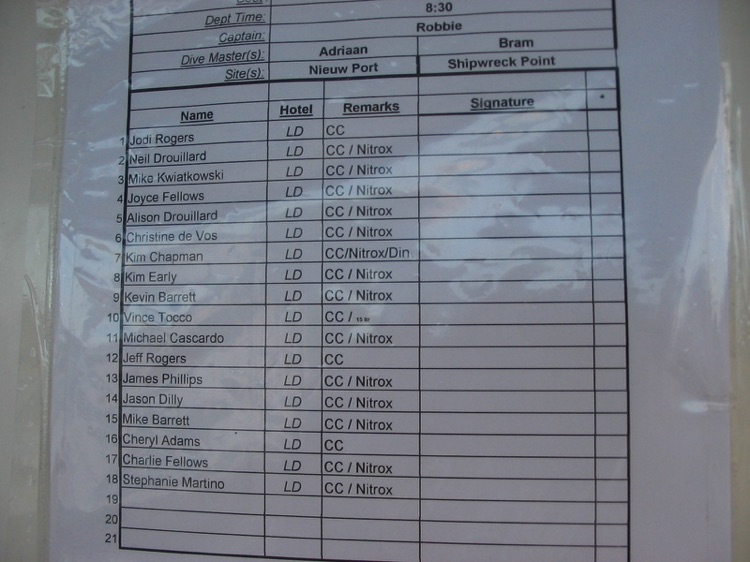 Dept Time: 8:30
Captain: Robbie
Dive Master(s): Adriaan Bram
Site(s): Nieuw Port Shipwreck Point
Name Hotel Remarks Signature *
1 Jodi Rogers LD CC
2 Neil Drouillard LD CC / Nitrox
3 Mike Kwiatkowski LD CC / Nitrox
4 Joyce Fellows LD CC / Nitrox
5 Alison Drouillard LD CC / Nitrox
6 Christine de Vos LD CC / Nitrox
7 Kim Chapman LD CC/Nitrox/Din
8 Kim Early LD CC / Nitrox
9 Kevin Barrett LD CC / Nitrox
10 Vince Tocco LD CC / 15 ltr
11 Michael Cascardo LD CC / Nitrox
12 Jeff Rogers LD CC
13 James Phillips LD CC / Nitrox
14 Jason Dilly LD CC / Nitrox
15 Mike Barrett LD CC / Nitrox
16 Cheryl Adams LD CC
17 Charlie Fellows LD CC / Nitrox
18 Stephanie Martino LD CC / Nitrox
19
20
21